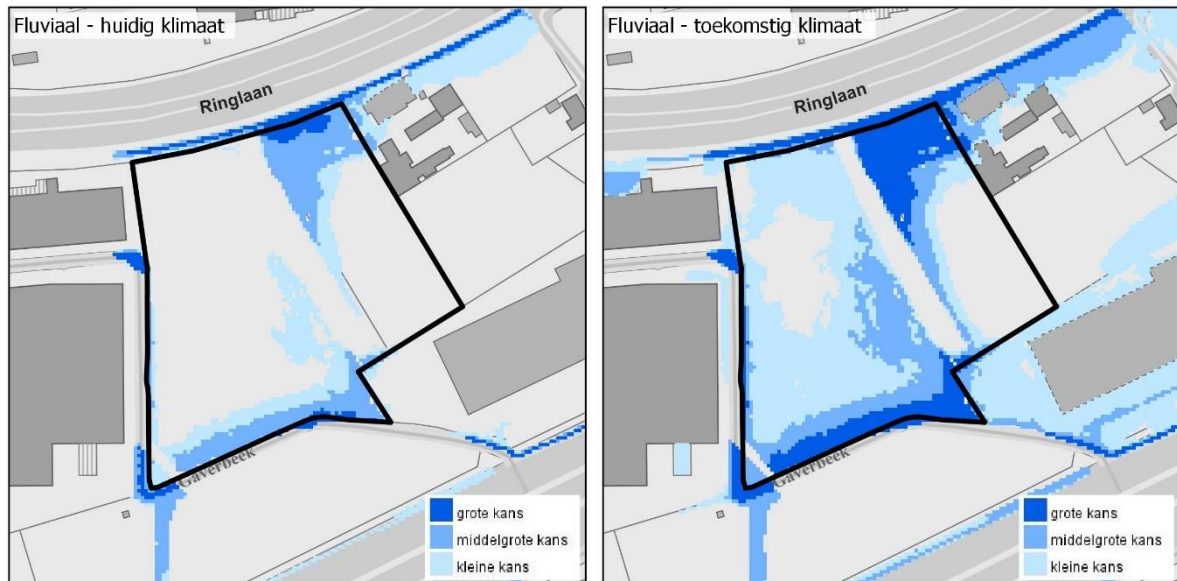 Fluviaal - huidig klimaat
Ringlaan
Gaverbeek
grote kans
middelgrote kans
kleine kans
Fluviaal - toekomstig klimaat
Ringlaan
Gaverbeek
grote kans
middelgrote kans
kleine kans